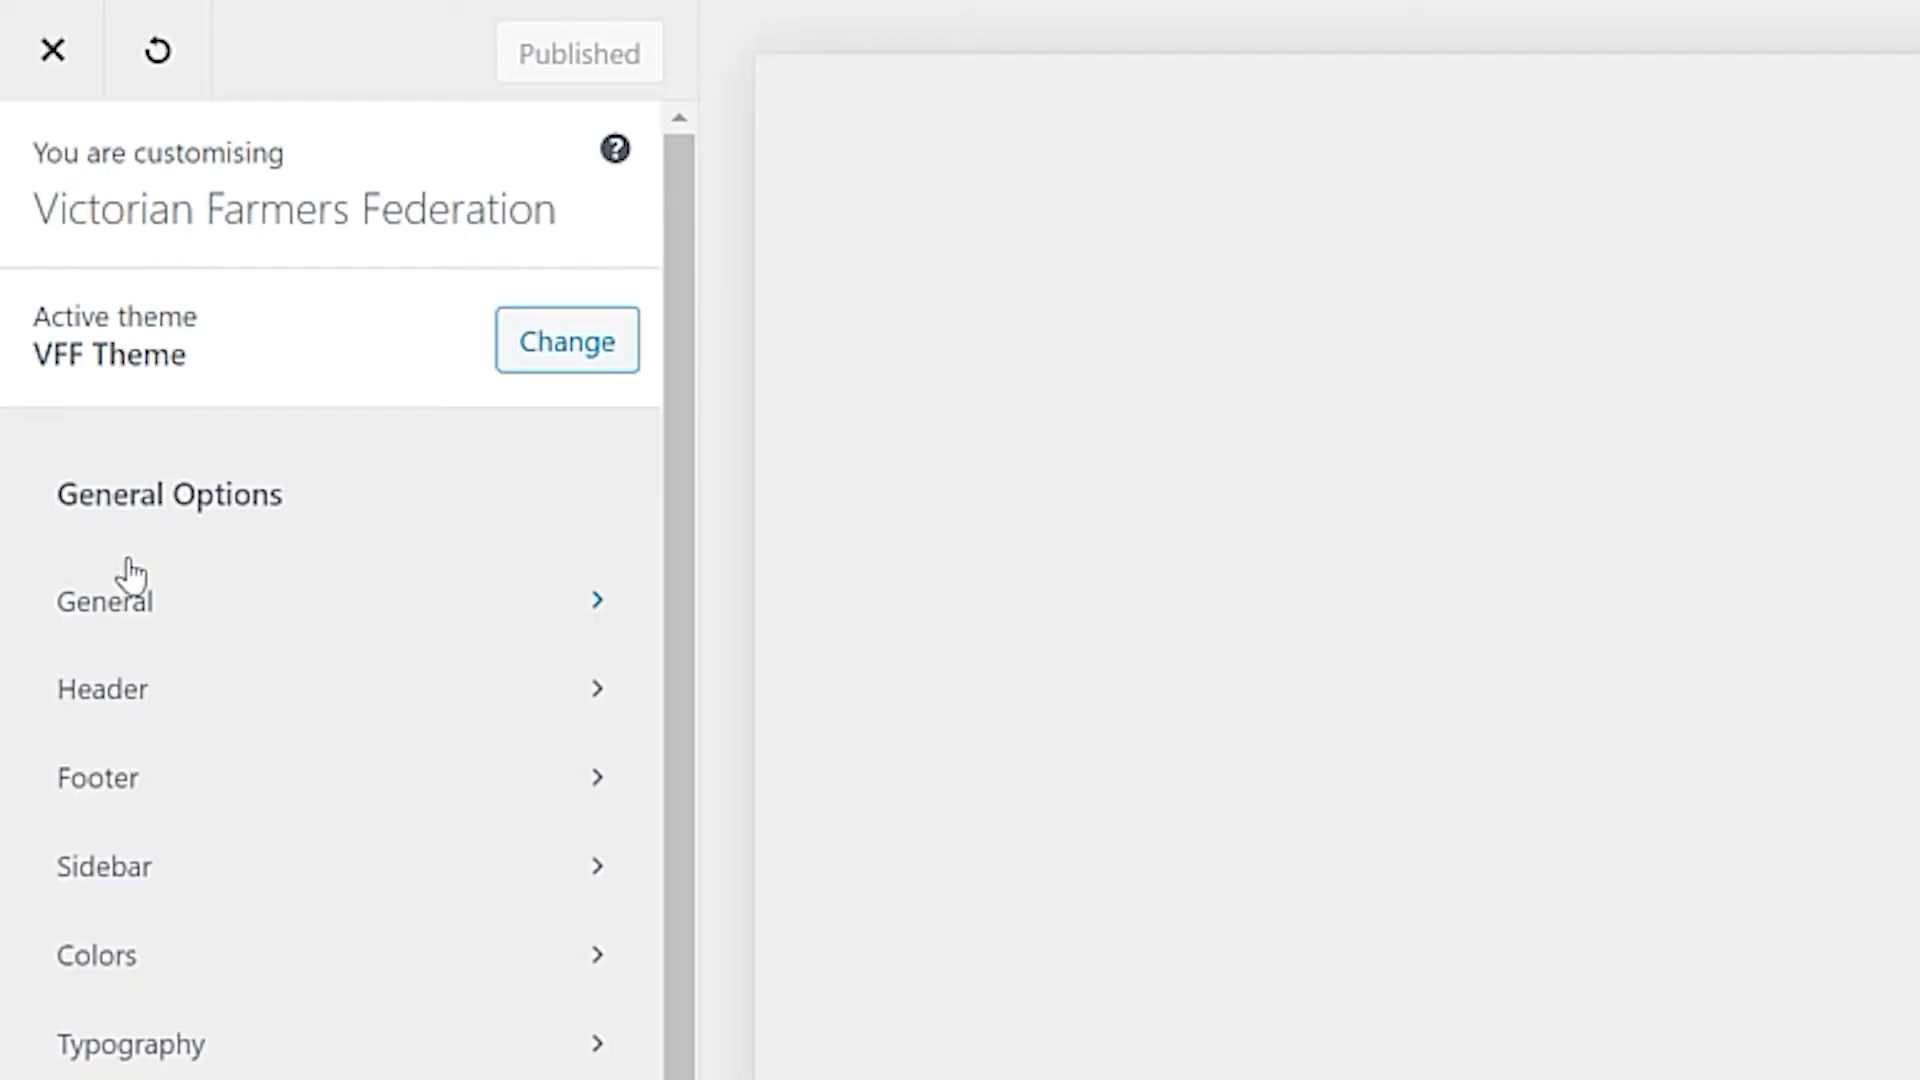 Published
You are customising
Victorian Farmers Federation
Active theme
VFF Theme
Change
General Options
General
Header
Footer
Sidebar
Colors
Typography